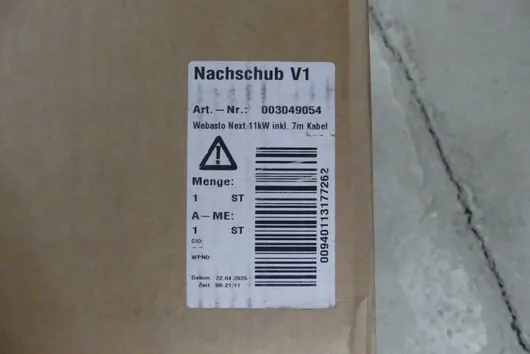 Nachschub V1
Art.-Nr.: 003049054
Webasto Next 11kW inkl. 7m Kabel
Menge:
1 ST
A-ME:
1 ST
CID:
WPNO:
Datum: 22.04.2025
Zeit: 06:21:11
00940113177262